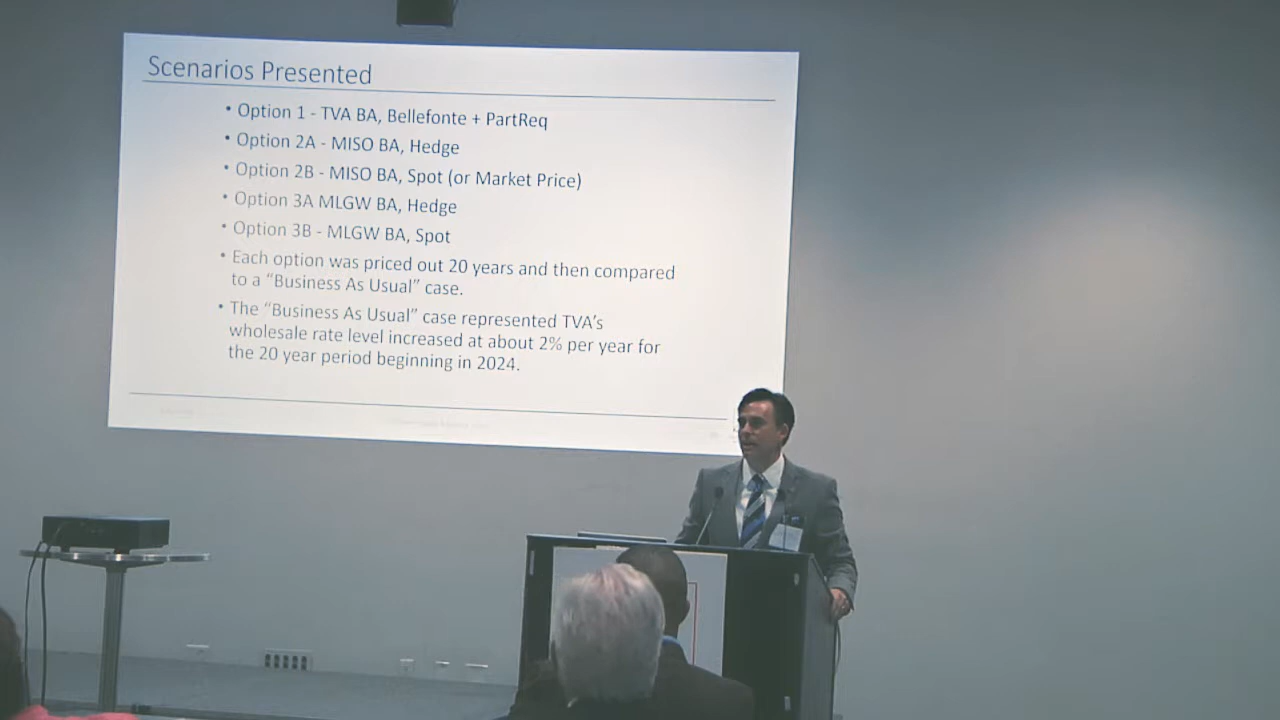 Scenarios Presented
• Option 1 - TVA BA, Bellefonte + PartReq
• Option 2A - MISO BA, Hedge
• Option 2B - MISO BA, Spot (or Market Price)
• Option 3A MLGW BA, Hedge
• Option 3B - MLGW BA, Spot
• Each option was priced out 20 years and then compared
to a “Business As Usual” case.
• The “Business As Usual” case represented TVA’s
wholesale rate level increased at about 2% per year for
the 20 year period beginning in 2024.